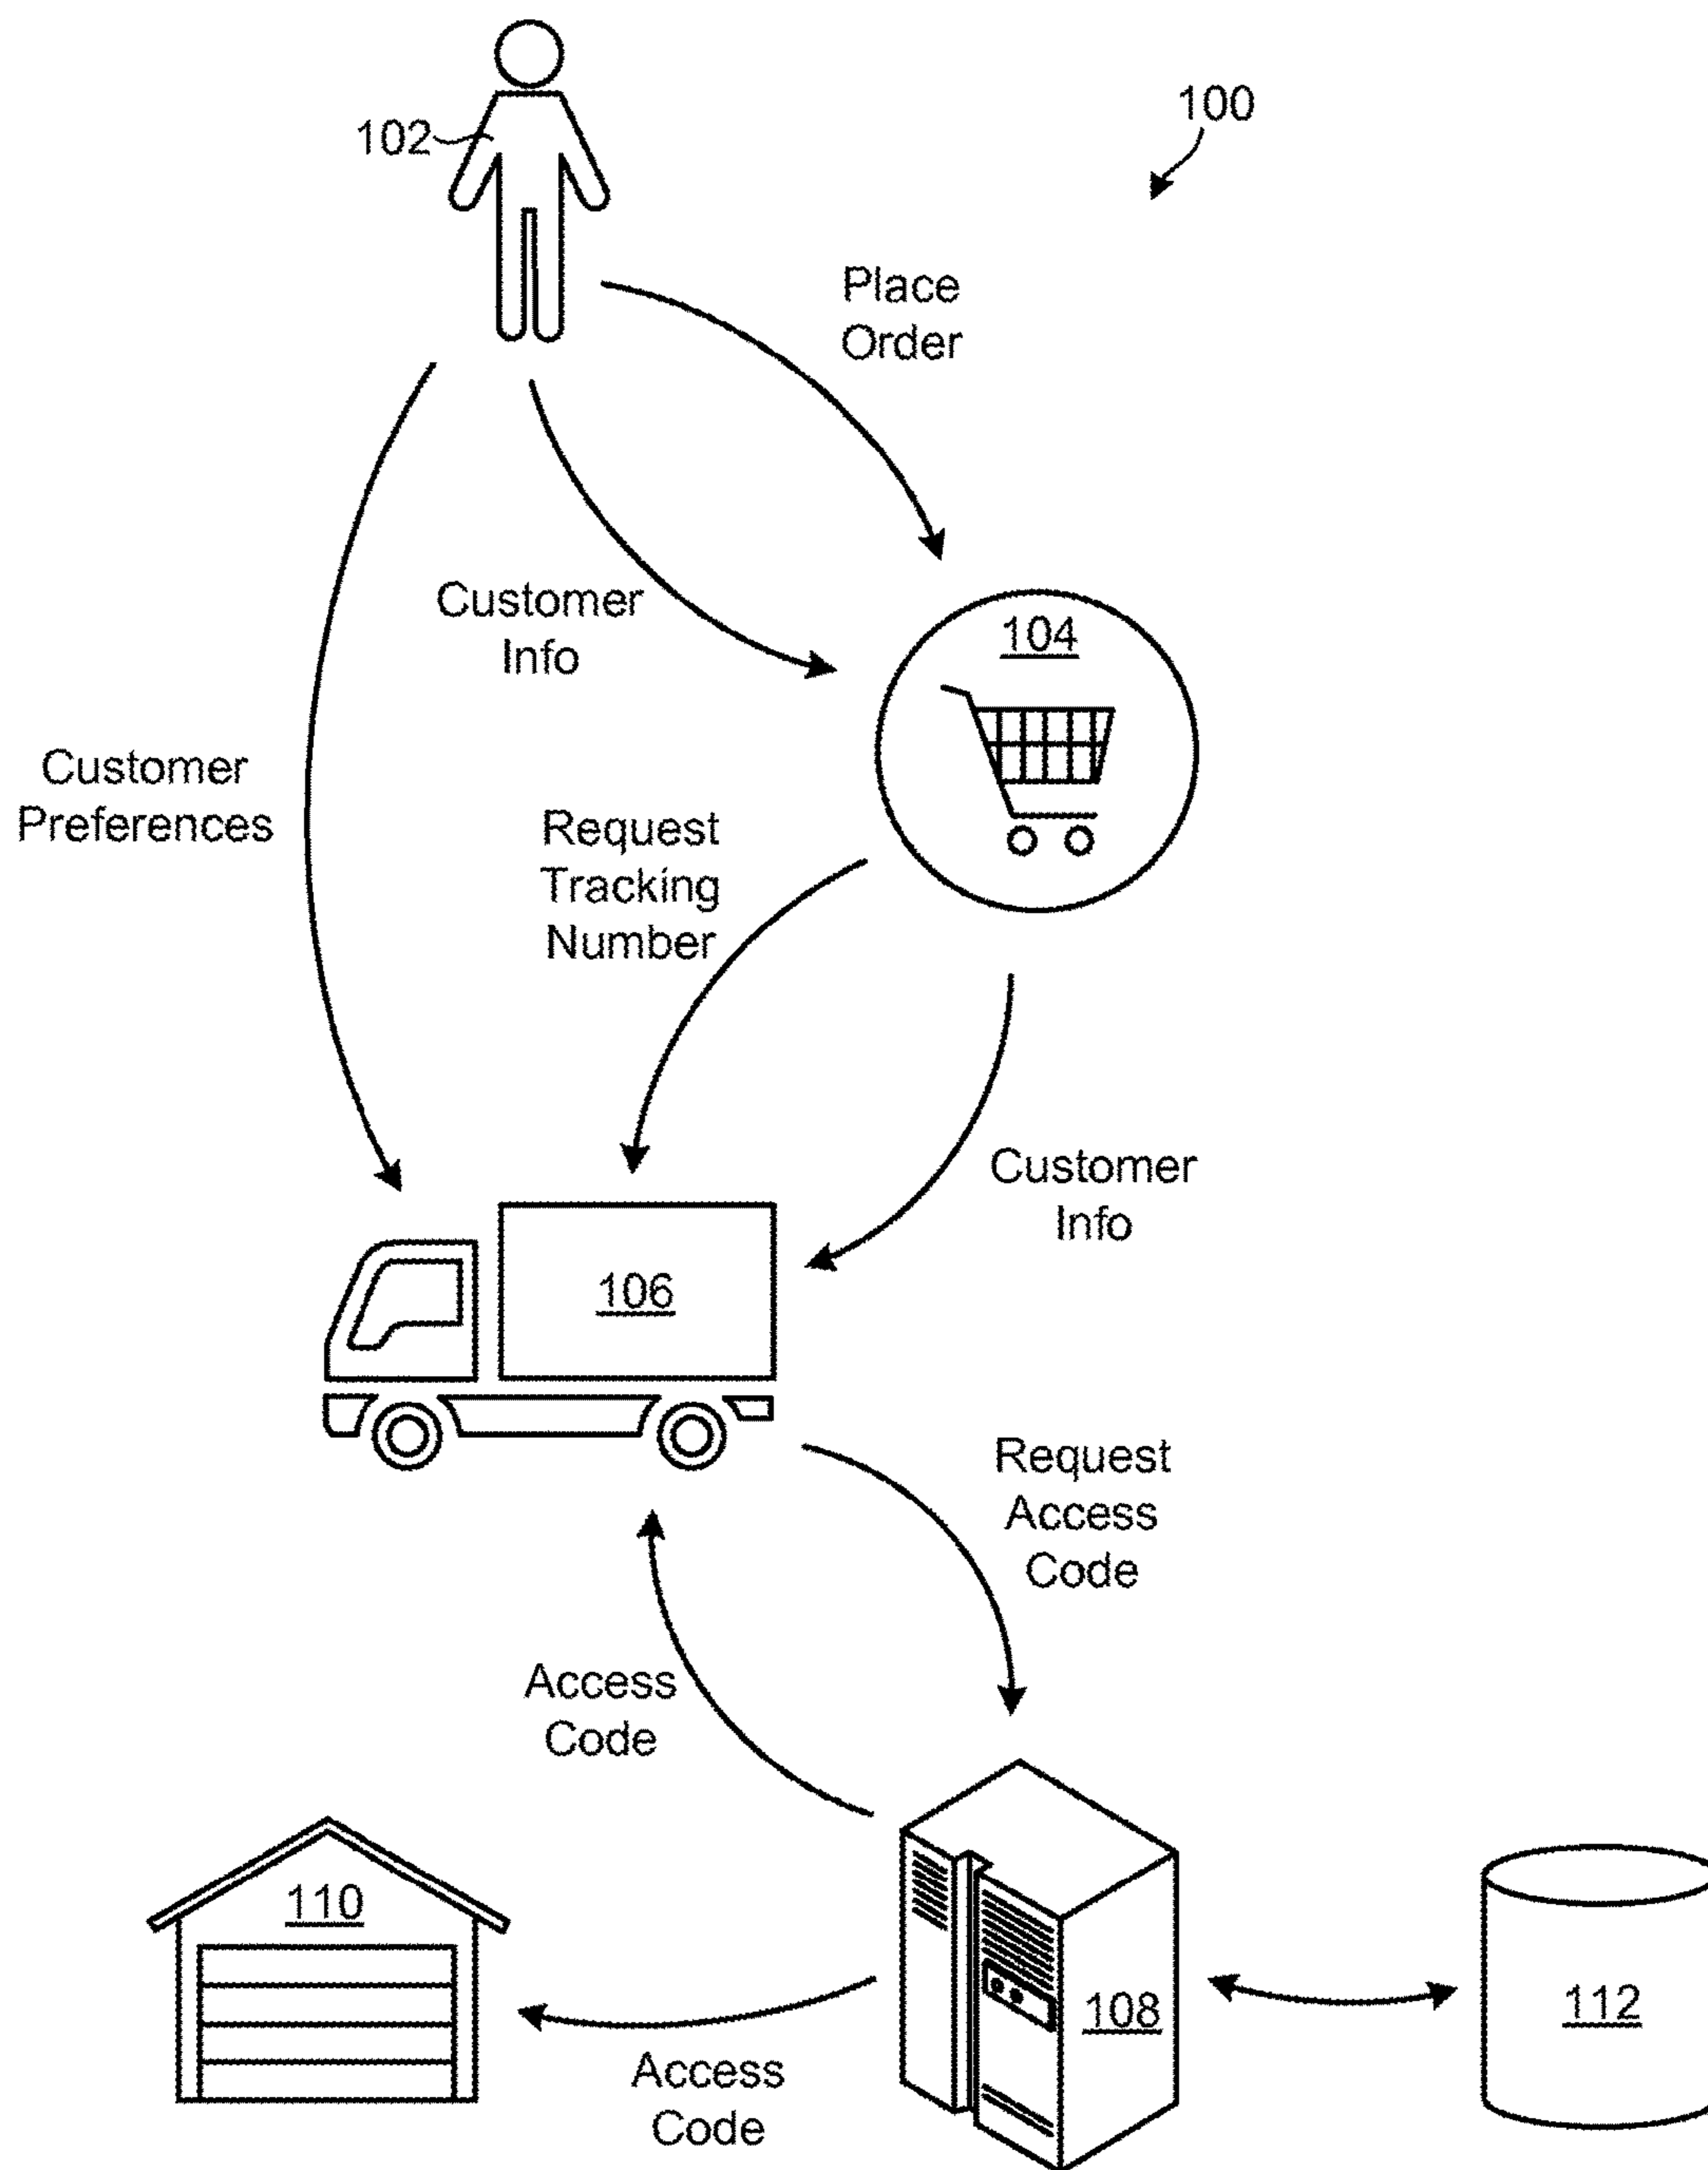 100
102
Place
Order
Customer
Info
104
Customer
Preferences
Request
Tracking
Number
Customer
Info
106
Request
Access
Code
Access
Code
110
108
112
Access
Code